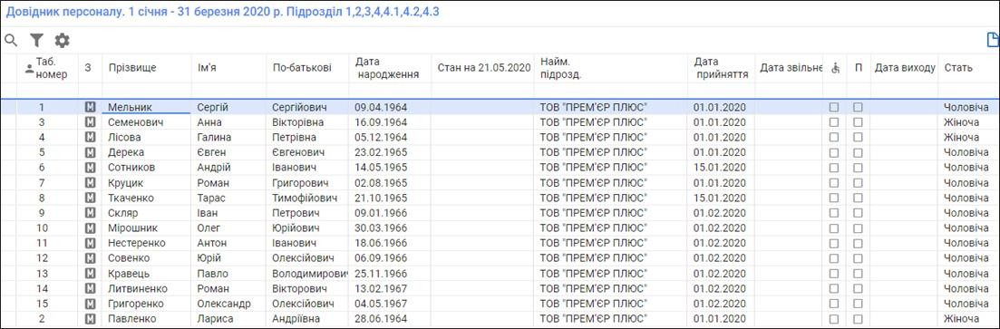 Довідник персоналу. 1 січня - 31 березня 2020 р. Підрозділ 1,2,3,4,4.1,4.2,4.3
Таб. номер З Прізвище Ім'я По-батькові Дата народження Стан на 21.05.2020 Найм. підрозд. Дата прийняття Дата звільне П Дата виходу Стать
1 М Мельник Сергій Сергійович 09.04.1964 ТОВ "ПРЕМ'ЄР ПЛЮС" 01.01.2020 Чоловіча
3 М Семенович Анна Вікторівна 16.09.1964 ТОВ "ПРЕМ'ЄР ПЛЮС" 01.01.2020 Жіноча
4 М Лісова Галина Петрівна 05.12.1964 ТОВ "ПРЕМ'ЄР ПЛЮС" 01.01.2020 Жіноча
5 М Дерека Євген Євгенович 23.02.1965 ТОВ "ПРЕМ'ЄР ПЛЮС" 01.01.2020 Чоловіча
6 М Сотников Андрій Іванович 14.05.1965 ТОВ "ПРЕМ'ЄР ПЛЮС" 15.01.2020 Чоловіча
7 М Круцик Роман Григорович 02.08.1965 ТОВ "ПРЕМ'ЄР ПЛЮС" 01.01.2020 Чоловіча
8 М Ткаченко Тарас Тимофійович 21.10.1965 ТОВ "ПРЕМ'ЄР ПЛЮС" 15.01.2020 Чоловіча
9 М Скляр Іван Петрович 09.01.1966 ТОВ "ПРЕМ'ЄР ПЛЮС" 01.02.2020 Чоловіча
10 М Мірошник Олег Юрійович 30.03.1966 ТОВ "ПРЕМ'ЄР ПЛЮС" 01.02.2020 Чоловіча
11 М Нестеренко Антон Іванович 18.06.1966 ТОВ "ПРЕМ'ЄР ПЛЮС" 01.02.2020 Чоловіча
12 М Совенко Юрій Олексійович 06.09.1966 ТОВ "ПРЕМ'ЄР ПЛЮС" 01.02.2020 Чоловіча
13 М Кравець Павло Володимирович 25.11.1966 ТОВ "ПРЕМ'ЄР ПЛЮС" 01.02.2020 Чоловіча
14 М Литвиненко Роман Вікторович 13.02.1967 ТОВ "ПРЕМ'ЄР ПЛЮС" 01.02.2020 Чоловіча
15 М Григоренко Олександр Олексійович 04.05.1967 ТОВ "ПРЕМ'ЄР ПЛЮС" 01.02.2020 Чоловіча
2 М Павленко Лариса Андріївна 28.06.1964 ТОВ "ПРЕМ'ЄР ПЛЮС" 01.01.2020 Жіноча